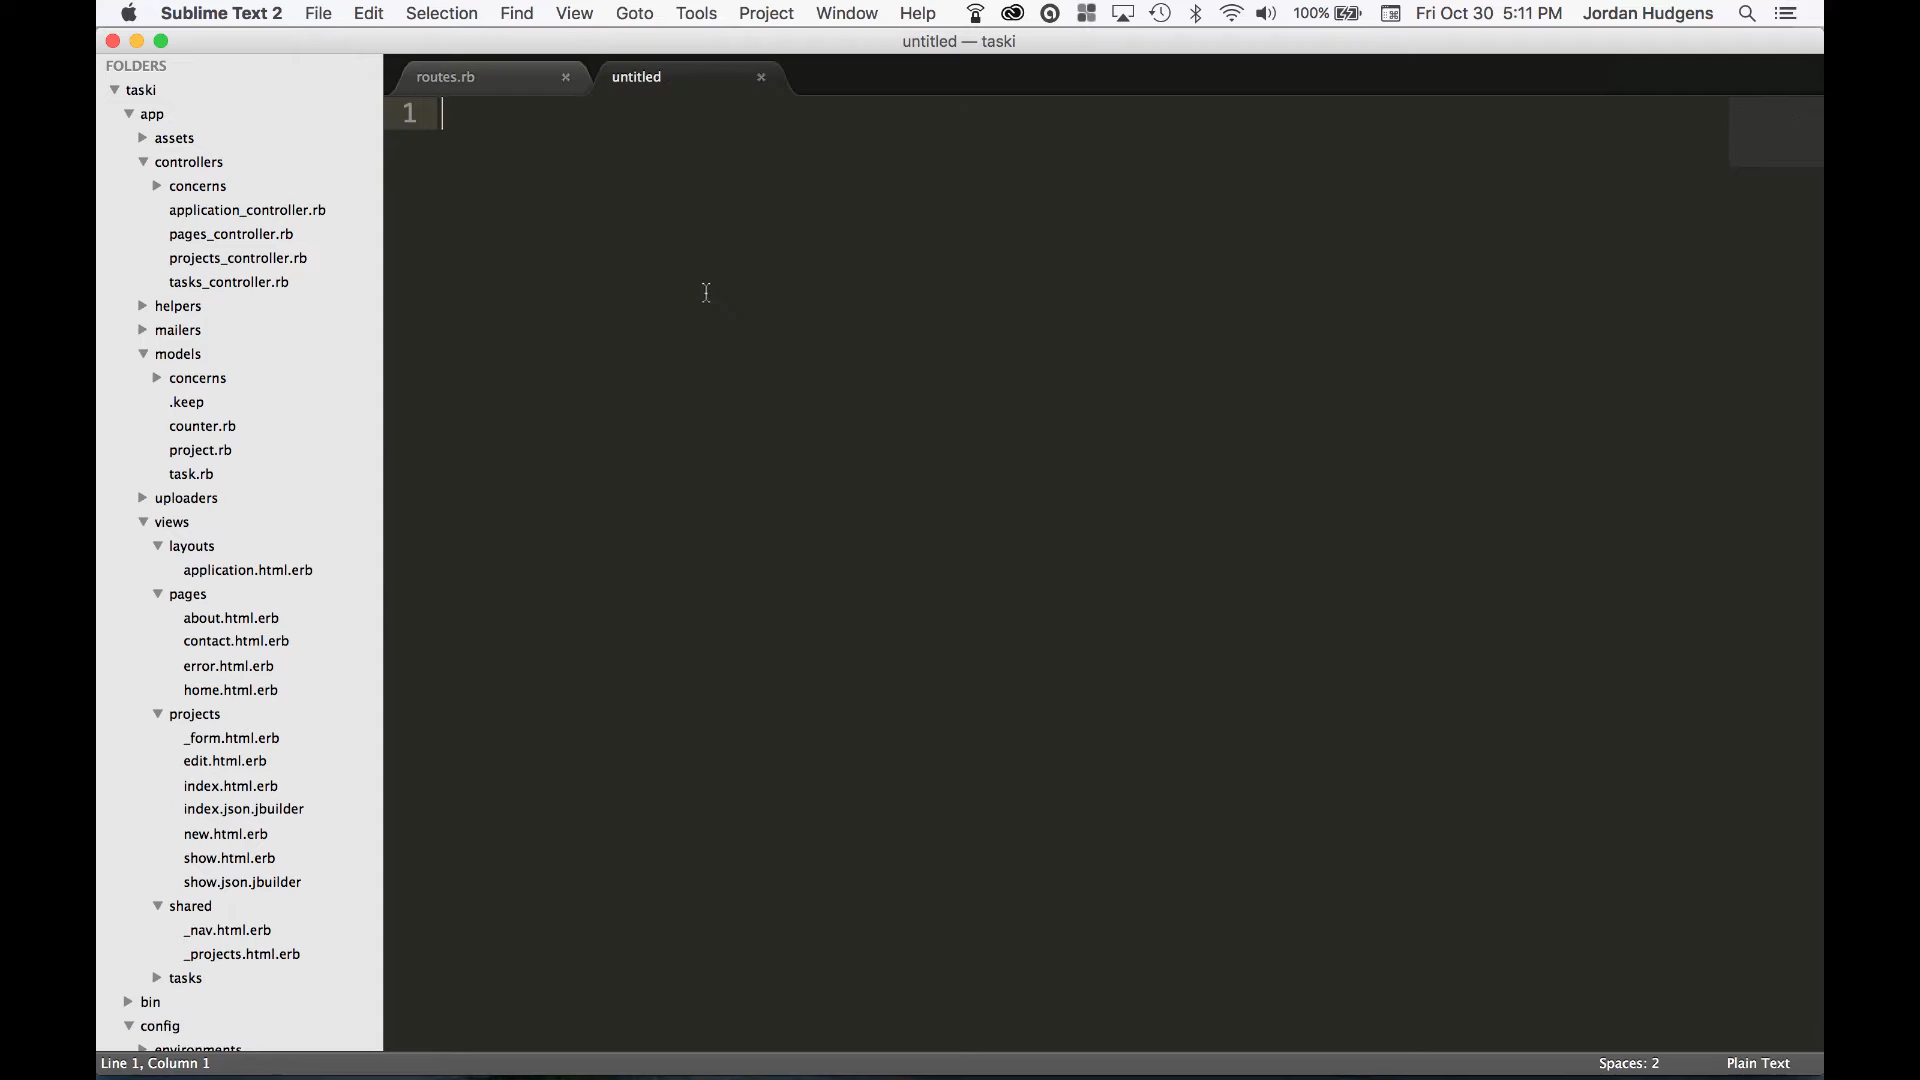 Sublime Text 2 File Edit Selection Find View Goto Tools Project Window Help 100% Fri Oct 30 5:11 PM Jordan Hudgens
untitled — taski
FOLDERS
routes.rb × untitled ×
taski
1
app
assets
controllers
concerns
application_controller.rb
pages_controller.rb
projects_controller.rb
tasks_controller.rb
helpers
mailers
models
concerns
.keep
counter.rb
project.rb
task.rb
uploaders
views
layouts
application.html.erb
pages
about.html.erb
contact.html.erb
error.html.erb
home.html.erb
projects
_form.html.erb
edit.html.erb
index.html.erb
index.json.jbuilder
new.html.erb
show.html.erb
show.json.jbuilder
shared
_nav.html.erb
_projects.html.erb
tasks
bin
config
environments
Line 1, Column 1 Spaces: 2 Plain Text